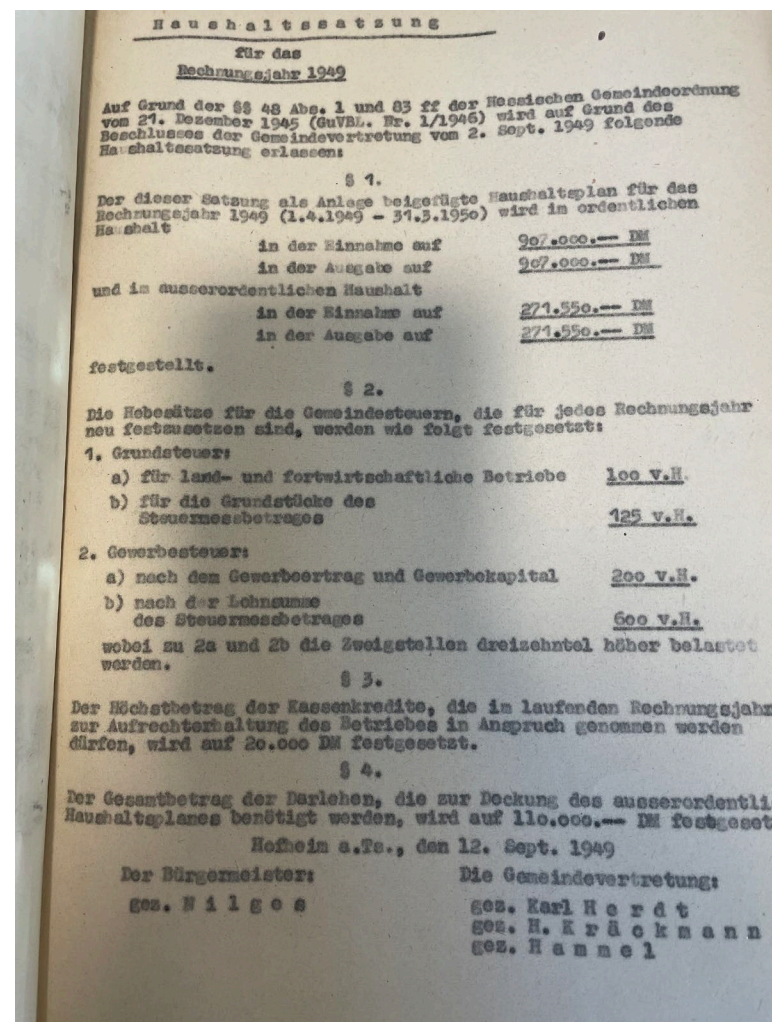 H a u s h a l t s s a t z u n g
für das
Rechnungsjahr 1949
Auf Grund der §§ 48 Abs. 1 und 83 ff der Hessischen Gemeindeordnung
vom 21. Dezember 1945 (GuVBL. Nr. 1/1946) wird auf Grund des
Beschlusses der Gemeindevertretung vom 2. Sept. 1949 folgende
Haushaltssatzung erlassen:
§ 1.
Der dieser Satzung als Anlage beigefügte Haushaltsplan für das
Rechnungsjahr 1949 (1.4.1949 - 31.3.1950) wird im ordentlichen
Haushalt
in der Einnahme auf 907.000.-- DM
in der Ausgabe auf 907.000.-- DM
und im ausserordentlichen Haushalt
in der Einnahme auf 271.550.-- DM
in der Ausgabe auf 271.550.-- DM
festgestellt.
§ 2.
Die Hebesätze für die Gemeindesteuern, die für jedes Rechnungsjahr
neu festzusetzen sind, werden wie folgt festgesetzt:
1. Grundsteuer:
a) für land- und fortwirtschaftliche Betriebe 100 v.H.
b) für die Grundstücke des
Steuermessbetrages 125 v.H.
2. Gewerbesteuer:
a) nach dem Gewerbeertrag und Gewerbekapital 200 v.H.
b) nach der Lohnsumme
des Steuermessbetrages 600 v.H.
wobei zu 2a und 2b die Zweigstellen dreizehntel höher belastet
werden.
§ 3.
Der Höchstbetrag der Kassenkredite, die im laufenden Rechnungsjahr
zur Aufrechterhaltung des Betriebes in Anspruch genommen werden
dürfen, wird auf 20.000 DM festgesetzt.
§ 4.
Der Gesamtbetrag der Darlehen, die zur Deckung des ausserordentli
Haushaltsplanes benötigt werden, wird auf 110.000.-- DM festgeset
Hofheim a.Ts., den 12. Sept. 1949
Der Bürgermeister: Die Gemeindevertretung:
gez. N i l g e s gez. Karl H e r d t
gez. H. K r ä c k m a n n
gez. H a m m e l